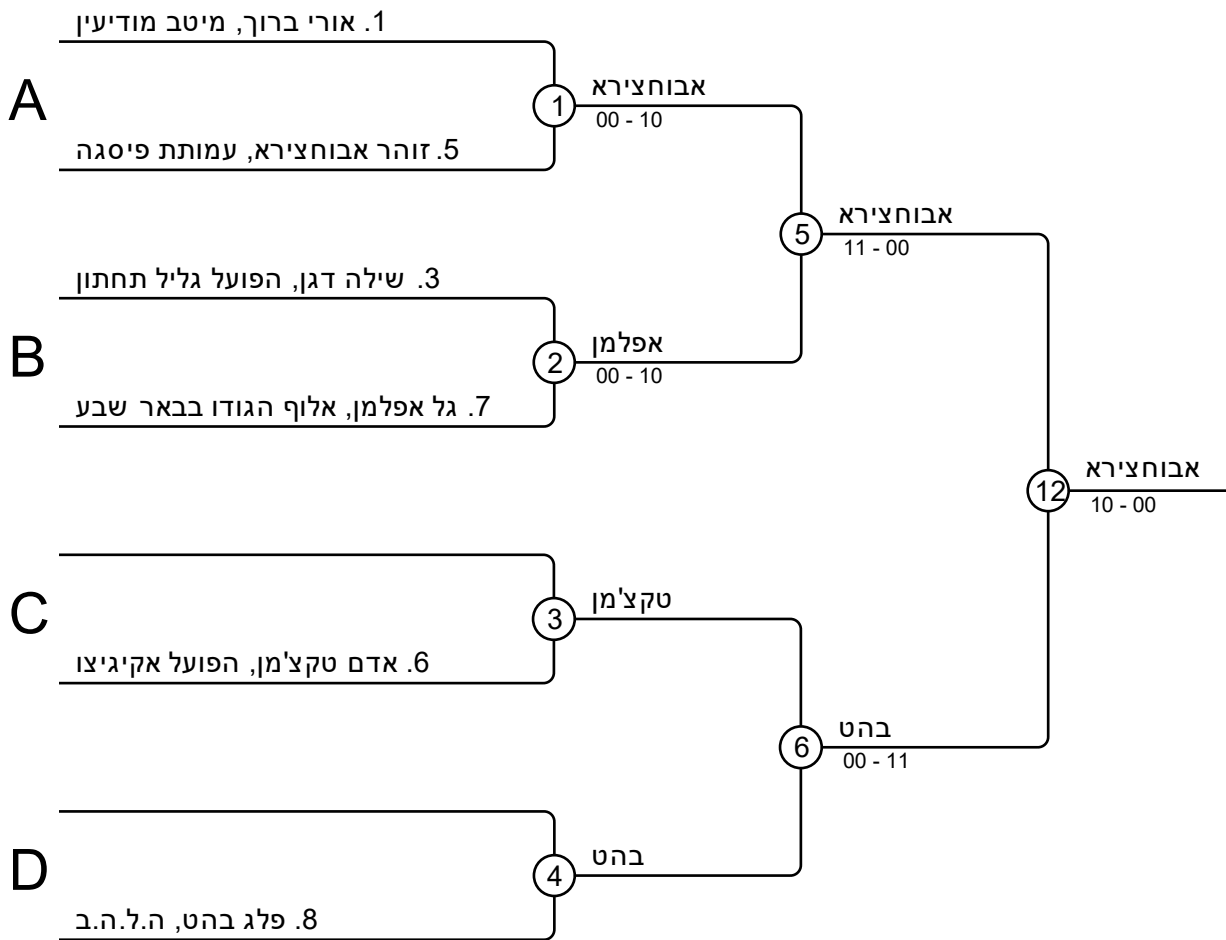 1. אורי ברוך, מיטב מודיעין
A
1
אבוחצירא
00 - 10
5. זוהר אבוחצירא, עמותת פיסגה
5
אבוחצירא
11 - 00
3. שילה דגן, הפועל גליל תחתון
B
2
אפלמן
00 - 10
7. גל אפלמן, אלוף הגודו בבאר שבע
12
אבוחצירא
10 - 00
C
3
טקצ'מן
6. אדם טקצ'מן, הפועל אקיגיצו
6
בהט
00 - 11
D
4
בהט
8. פלג בהט, ה.ל.ה.ב